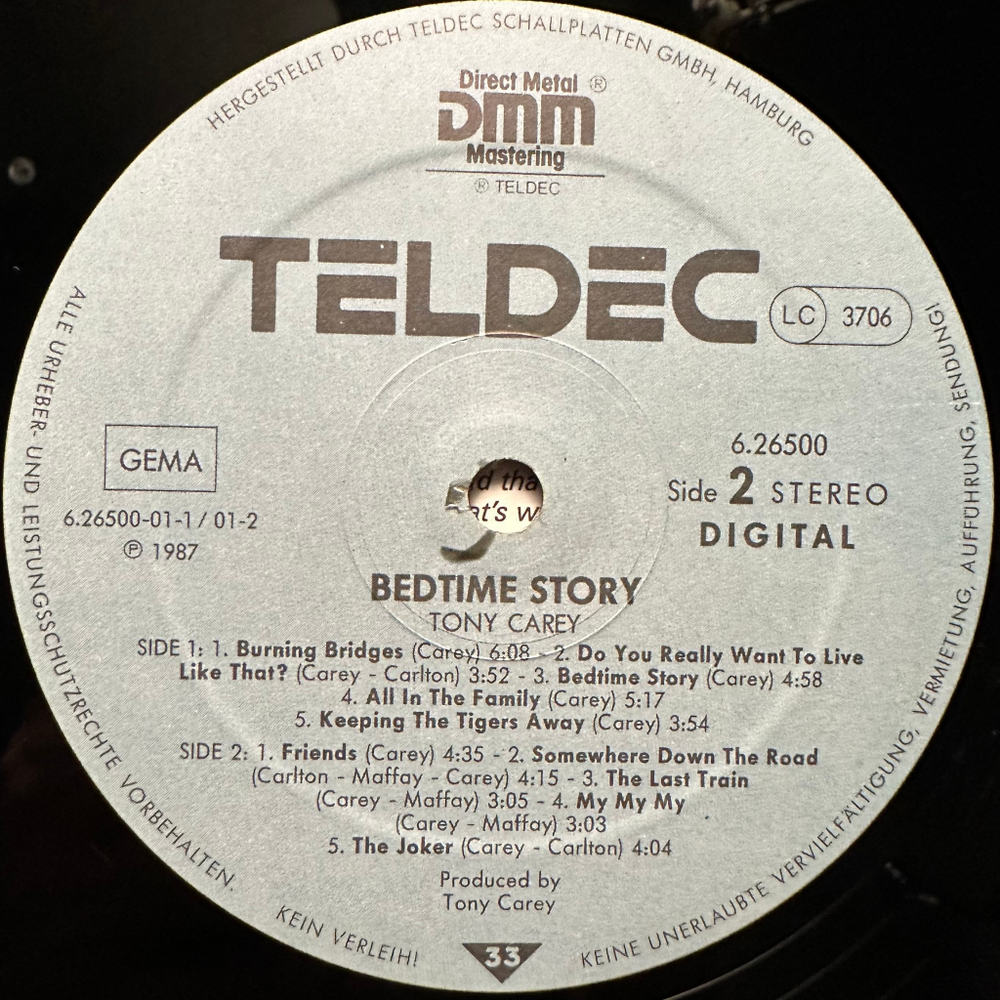 HERGESTELLT DURCH TELDEC SCHALLPLATTEN GMBH, HAMBURG
Direct Metal ®
DMM
Mastering
® TELDEC
TELDEC
LC 3706
GEMA
6.26500-01-1 / 01-2
℗ 1987
6.26500
Side 2 STEREO
DIGITAL
d tha
at's w
BEDTIME STORY
TONY CAREY
SIDE 1: 1. Burning Bridges (Carey) 6:08 - 2. Do You Really Want To Live
Like That? (Carey - Carlton) 3:52 - 3. Bedtime Story (Carey) 4:58
4. All In The Family (Carey) 5:17
5. Keeping The Tigers Away (Carey) 3:54
SIDE 2: 1. Friends (Carey) 4:35 - 2. Somewhere Down The Road
(Carlton - Maffay - Carey) 4:15 - 3. The Last Train
(Carey - Maffay) 3:05 - 4. My My My
(Carey - Maffay) 3:03
5. The Joker (Carey - Carlton) 4:04
Produced by
Tony Carey
33
ALLE URHEBER- UND LEISTUNGSSCHUTZRECHTE VORBEHALTEN.
KEIN VERLEIH!
KEINE UNERLAUBTE VERVIELFÄLTIGUNG, VERMIETUNG, AUFFÜHRUNG, SENDUNG!